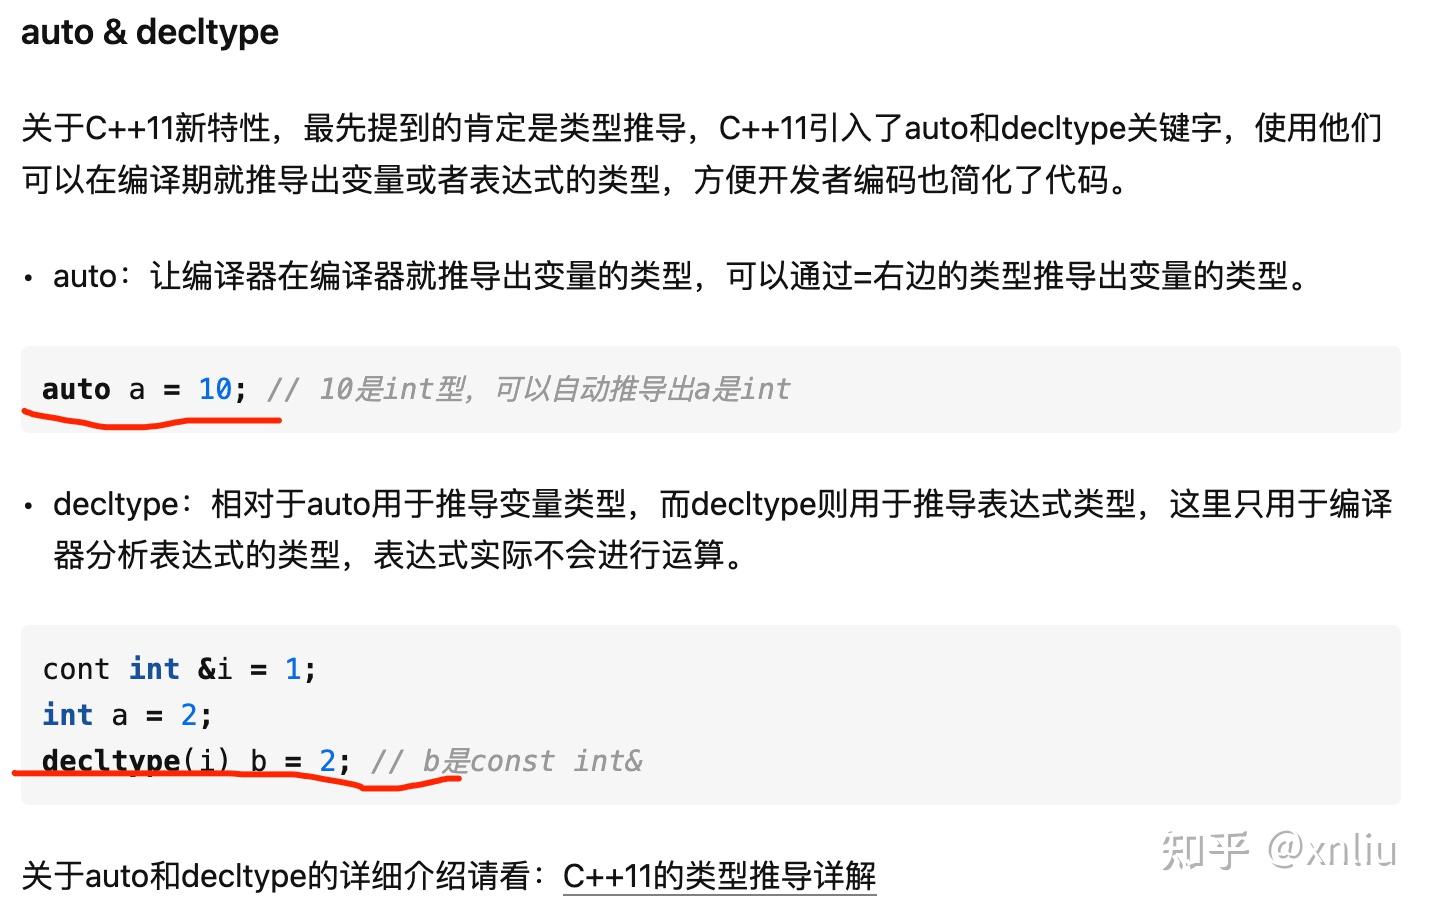 auto & decltype
关于C++11新特性，最先提到的肯定是类型推导，C++11引入了auto和decltype关键字，使用他们
可以在编译期就推导出变量或者表达式的类型，方便开发者编码也简化了代码。
• auto：让编译器在编译器就推导出变量的类型，可以通过=右边的类型推导出变量的类型。
auto a = 10; // 10是int型，可以自动推导出a是int
• decltype：相对于auto用于推导变量类型，而decltype则用于推导表达式类型，这里只用于编译
器分析表达式的类型，表达式实际不会进行运算。
cont int &i = 1;
int a = 2;
decltype(i) b = 2; // b是const int&
知乎 @xnliu
关于auto和decltype的详细介绍请看：C++11的类型推导详解